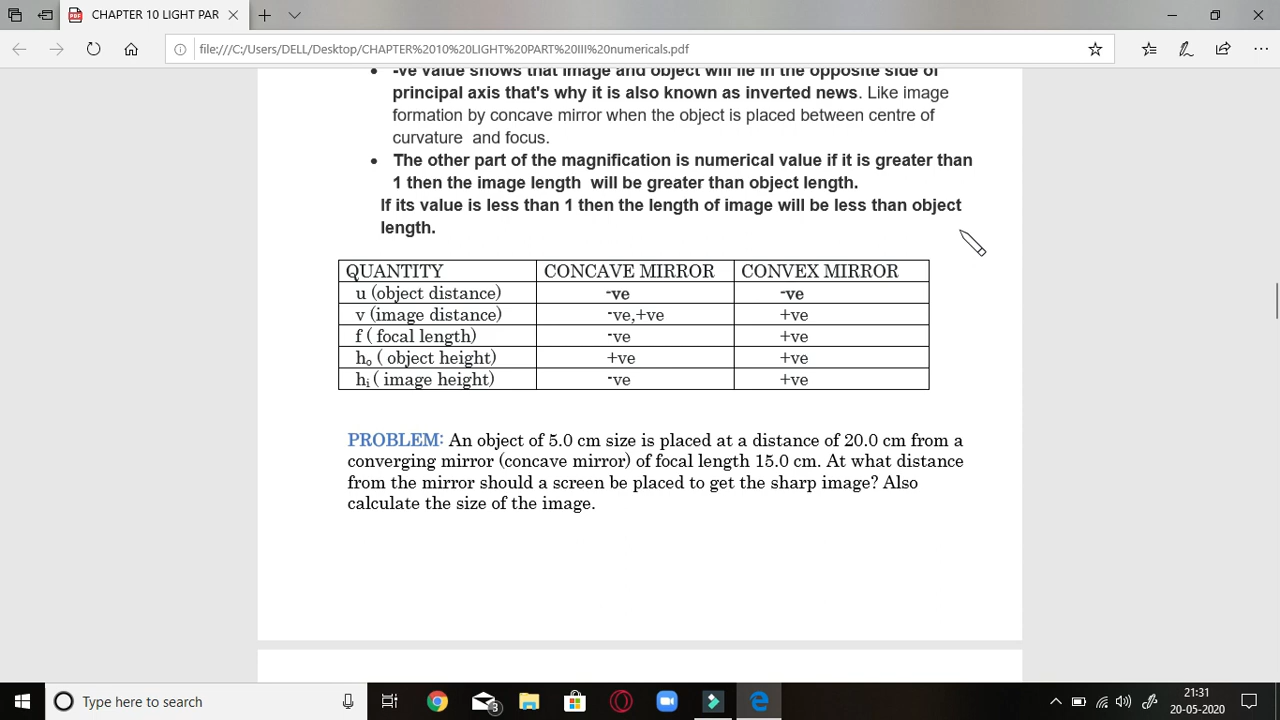 CHAPTER 10 LIGHT PAR
file:///C:/Users/DELL/Desktop/CHAPTER%2010%20LIGHT%20PART%20III%20numericals.pdf
• -ve value shows that image and object will lie in the opposite side of
principal axis that's why it is also known as inverted news. Like image
formation by concave mirror when the object is placed between centre of
curvature and focus.
• The other part of the magnification is numerical value if it is greater than
1 then the image length will be greater than object length.
If its value is less than 1 then the length of image will be less than object
length.
QUANTITY CONCAVE MIRROR CONVEX MIRROR
u (object distance) -ve -ve
v (image distance) -ve,+ve +ve
f ( focal length) -ve +ve
hₒ ( object height) +ve +ve
hᵢ ( image height) -ve +ve
PROBLEM: An object of 5.0 cm size is placed at a distance of 20.0 cm from a
converging mirror (concave mirror) of focal length 15.0 cm. At what distance
from the mirror should a screen be placed to get the sharp image? Also
calculate the size of the image.
Type here to search
3
21:31
20-05-2020